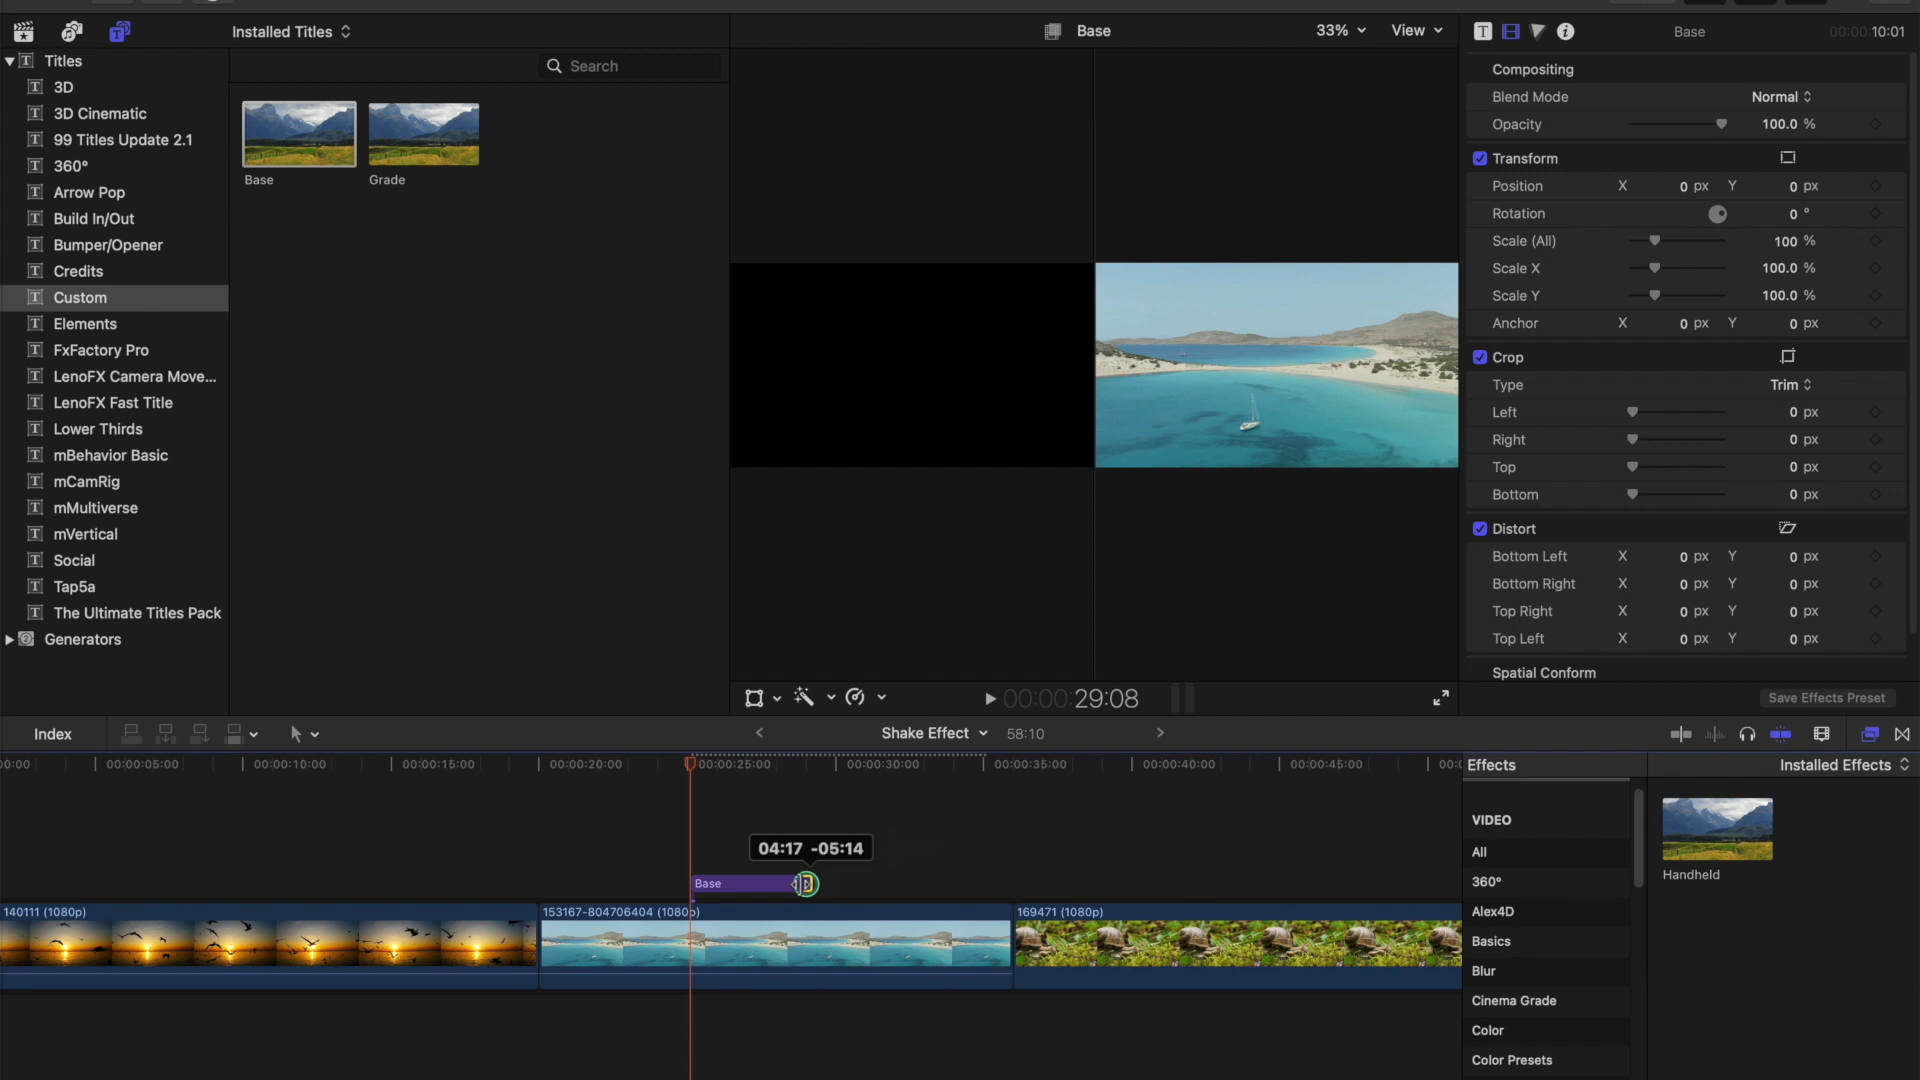 Installed Titles
Base
33%
View
Base
00:00:10:01
Titles
3D
3D Cinematic
99 Titles Update 2.1
360°
Arrow Pop
Build In/Out
Bumper/Opener
Credits
Custom
Elements
FxFactory Pro
LenoFX Camera Move...
LenoFX Fast Title
Lower Thirds
mBehavior Basic
mCamRig
mMultiverse
mVertical
Social
Tap5a
The Ultimate Titles Pack
Generators
Search
Base
Grade
Compositing
Blend Mode Normal
Opacity 100.0 %
Transform
Position X 0 px Y 0 px
Rotation 0 °
Scale (All) 100 %
Scale X 100.0 %
Scale Y 100.0 %
Anchor X 0 px Y 0 px
Crop
Type Trim
Left 0 px
Right 0 px
Top 0 px
Bottom 0 px
Distort
Bottom Left X 0 px Y 0 px
Bottom Right X 0 px Y 0 px
Top Right X 0 px Y 0 px
Top Left X 0 px Y 0 px
Spatial Conform
Save Effects Preset
00:00:29:08
Index
Shake Effect
58:10
00:00 00:00:05:00 00:00:10:00 00:00:15:00 00:00:20:00 00:00:25:00 00:00:30:00 00:00:35:00 00:00:40:00 00:00:45:00
04:17 -05:14
Base
140111 (1080p)
153167-804706404 (1080p)
169471 (1080p)
Effects
Installed Effects
VIDEO
All
360°
Alex4D
Basics
Blur
Cinema Grade
Color
Color Presets
Handheld